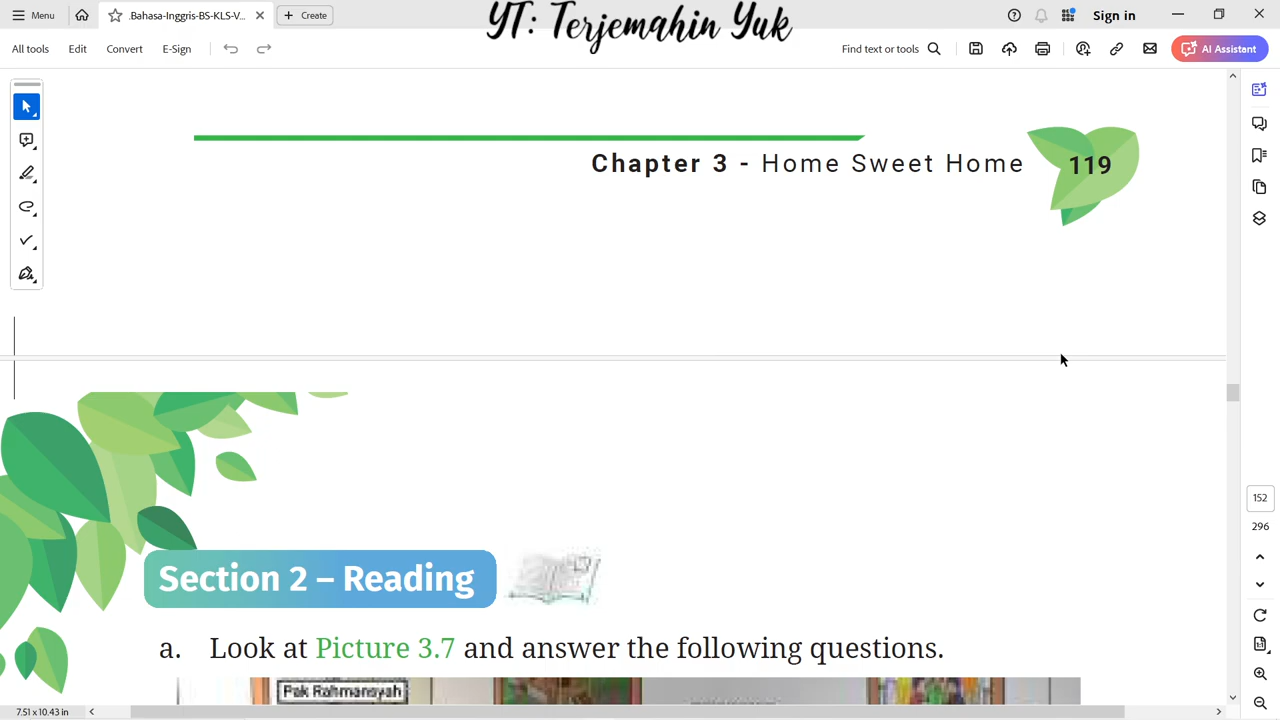 Menu
.Bahasa-Inggris-BS-KLS-V...
Create
YT: Terjemahin Yuk
Sign in
All tools
Edit
Convert
E-Sign
Find text or tools
AI Assistant
Chapter 3 - Home Sweet Home
119
152
296
Section 2 – Reading
a. Look at Picture 3.7 and answer the following questions.
Pak Rahmansyah
7.51 x 10.43 in